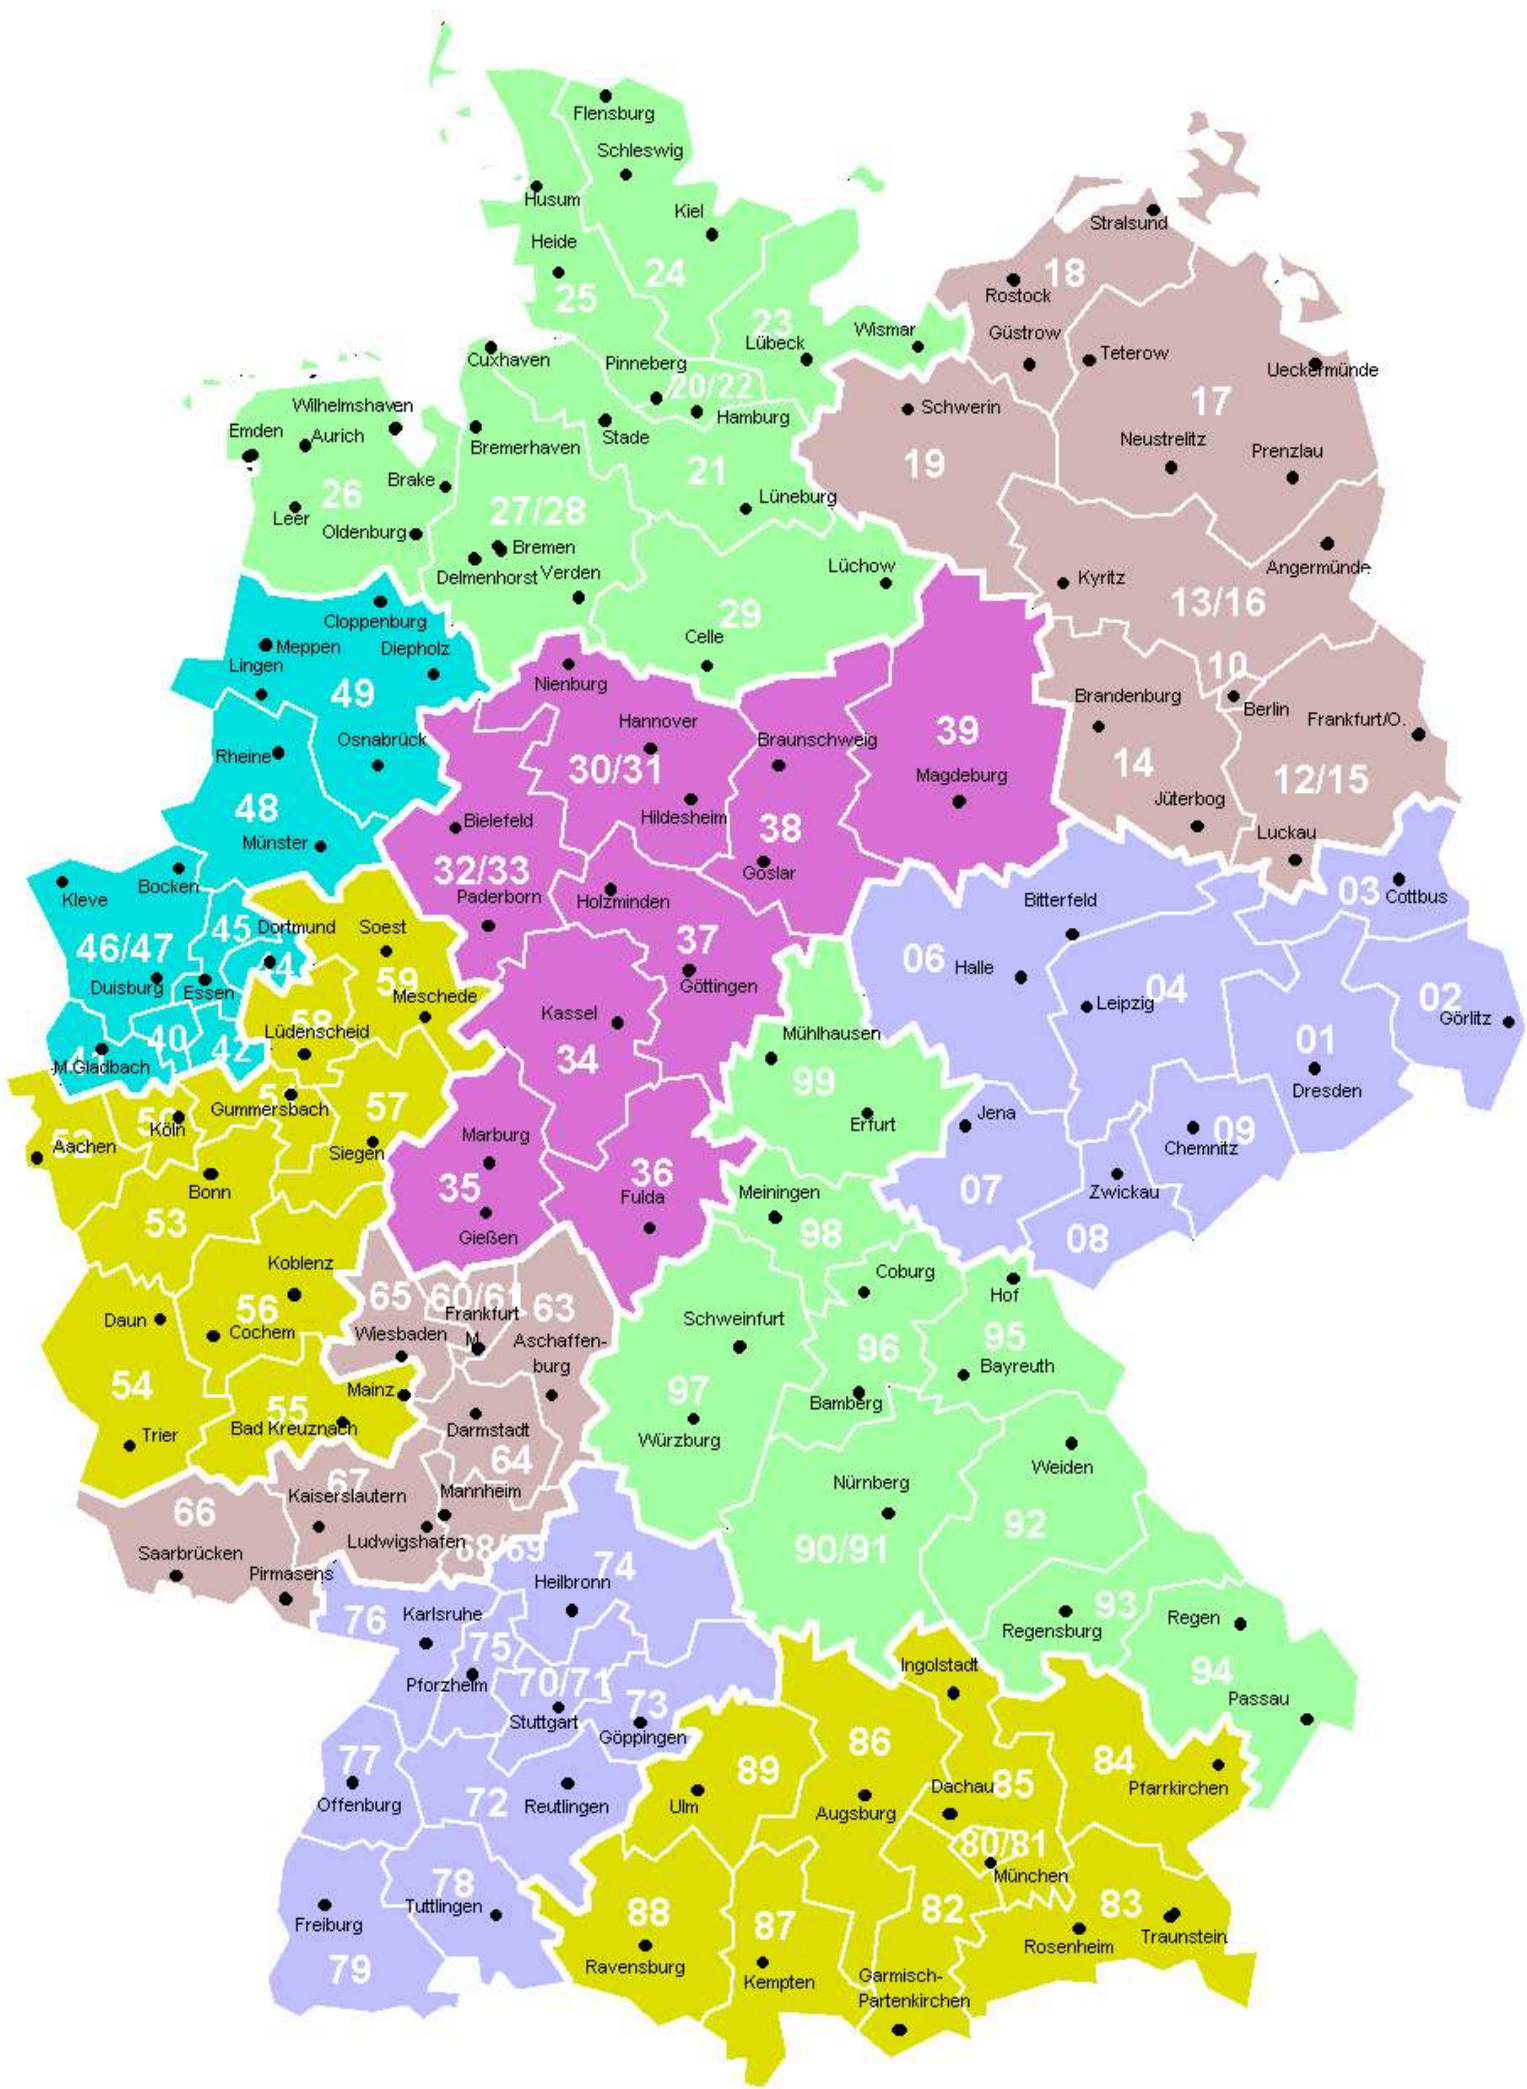 Flensburg
Schleswig
Husum
Kiel
Heide
24
25
Stralsund
18
Rostock
23
Lübeck
Wismar
Güstrow
Teterow
Cuxhaven
Pinneberg
20/22
Ueckermünde
17
Wilhelmshaven
Hamburg
Schwerin
Emden
Aurich
Stade
Bremerhaven
Neustrelitz
Prenzlau
19
21
Brake
26
Lüneburg
Leer
27/28
Oldenburg
Bremen
Lüchow
Angermünde
Delmenhorst
Verden
Kyritz
13/16
Cloppenburg
29
Meppen
Diepholz
Celle
Lingen
10
49
Nienburg
Brandenburg
Berlin
Hannover
39
Frankfurt/O.
Osnabrück
Braunschweig
Rheine
30/31
14
12/15
Magdeburg
48
Jüterbog
Bielefeld
Hildesheim
38
Luckau
Münster
32/33
Goslar
Bocken
Kleve
03
Cottbus
Paderborn
Holzminden
Bitterfeld
45
Dortmund
Soest
46/47
37
06
Halle
44
59
Duisburg
Essen
Göttingen
04
02
Meschede
Leipzig
Görlitz
58
Lüdenscheid
Kassel
Mühlhausen
40
42
01
41
M.Gladbach
34
99
Dresden
51
Gummersbach
57
50
Köln
Erfurt
Jena
Marburg
09
52
Aachen
Siegen
Chemnitz
36
Bonn
35
Fulda
Meiningen
07
Zwickau
53
98
Gießen
08
Koblenz
Coburg
65
60/61
63
Hof
56
Frankfurt
M.
Daun
Cochem
Wiesbaden
Aschaffen-
burg
Schweinfurt
95
96
Bayreuth
54
Mainz
97
55
Bad Kreuznach
Bamberg
Trier
Darmstadt
Würzburg
64
Weiden
67
Nürnberg
Kaiserslautern
Mannheim
66
92
Ludwigshafen
68/69
90/91
Saarbrücken
74
Pirmasens
Heilbronn
76
Karlsruhe
93
Regen
75
Regensburg
Ingolstadt
94
Pforzheim
70/71
Passau
73
Stuttgart
Göppingen
86
77
89
84
85
Dachau
Pfarrkirchen
Offenburg
72
Reutlingen
Ulm
Augsburg
80/81
München
78
Tuttlingen
88
82
83
Freiburg
87
Traunstein
Rosenheim
79
Ravensburg
Kempten
Garmisch-
Partenkirchen